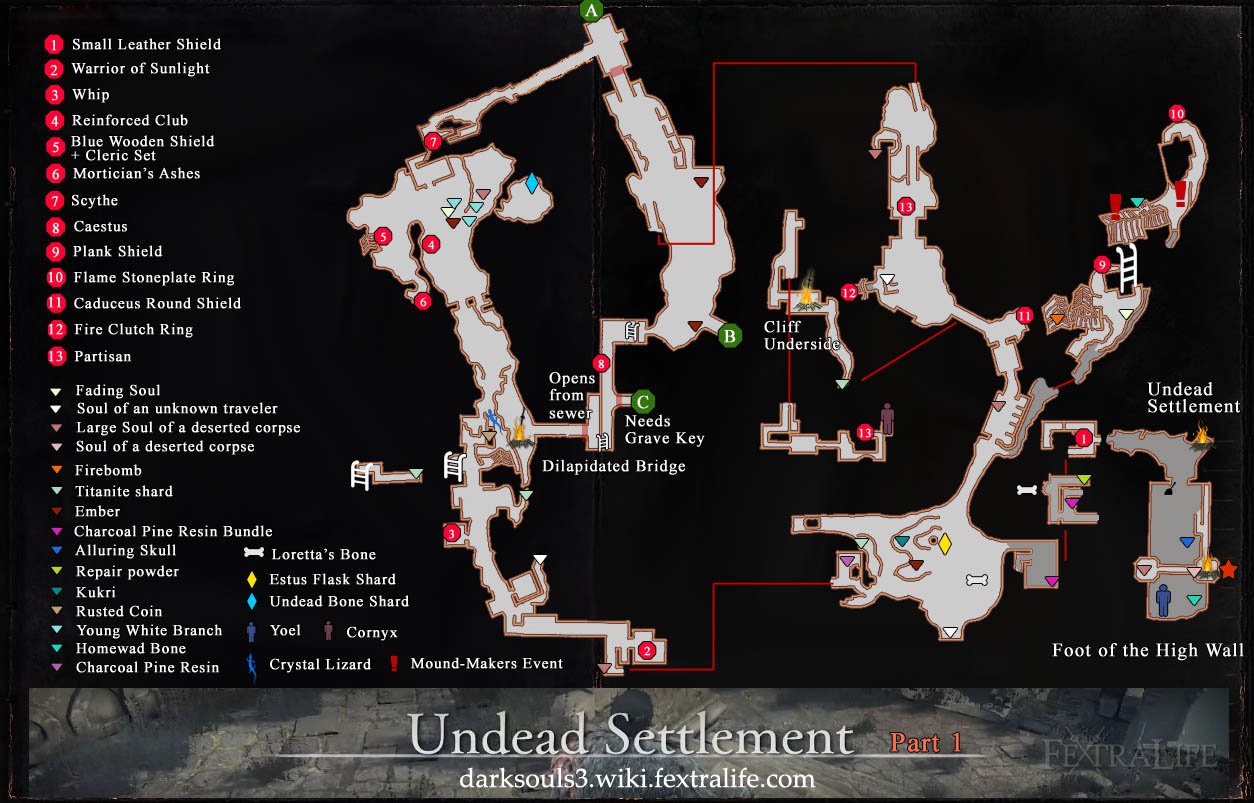 1 Small Leather Shield
2 Warrior of Sunlight
3 Whip
4 Reinforced Club
5 Blue Wooden Shield
+ Cleric Set
6 Mortician's Ashes
7 Scythe
8 Caestus
9 Plank Shield
10 Flame Stoneplate Ring
11 Caduceus Round Shield
12 Fire Clutch Ring
13 Partisan
Fading Soul
Soul of an unknown traveler
Large Soul of a deserted corpse
Soul of a deserted corpse
Firebomb
Titanite shard
Ember
Charcoal Pine Resin Bundle
Alluring Skull
Repair powder
Kukri
Rusted Coin
Young White Branch
Homewad Bone
Charcoal Pine Resin
Loretta's Bone
Estus Flask Shard
Undead Bone Shard
Yoel
Cornyx
Crystal Lizard
Mound-Makers Event
A
7
5
4
6
3
2
8
B
C
Opens
from
sewer
Needs
Grave Key
Dilapidated Bridge
Cliff
Underside
13
12
11
13
10
9
1
Undead
Settlement
Foot of the High Wall
Undead Settlement Part 1
darksouls3.wiki.fextralife.com
FEXTRALIFE